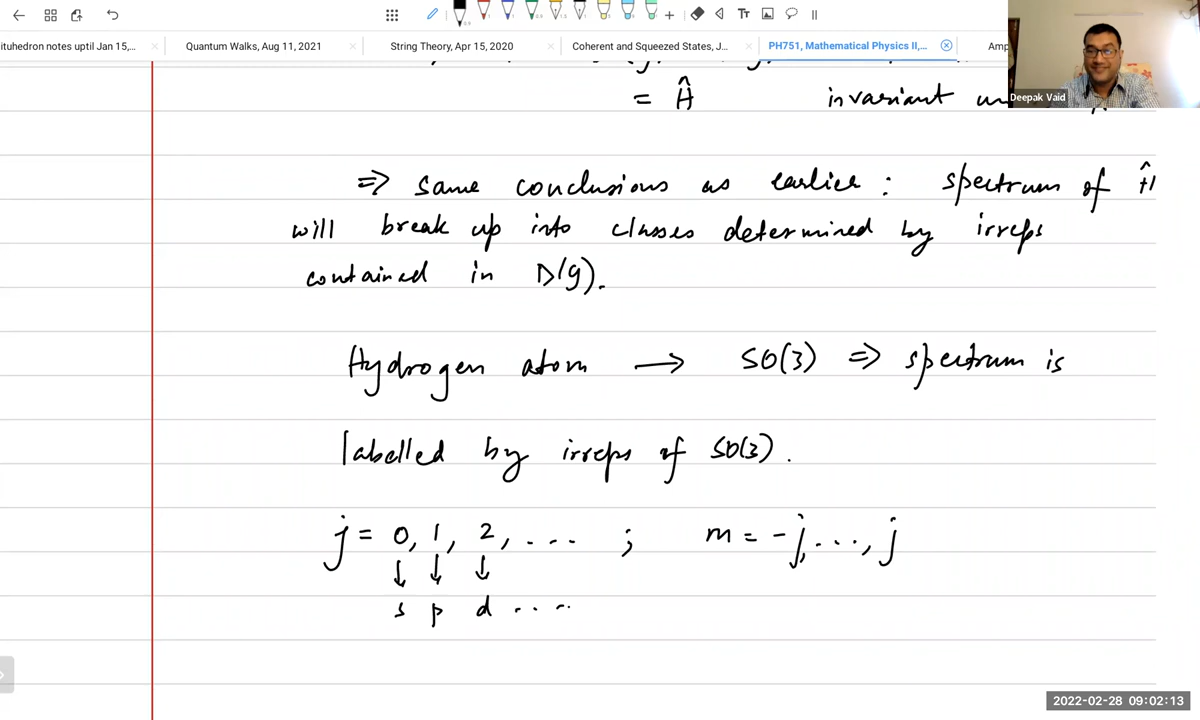 ituhedron notes uptil Jan 15,...
Quantum Walks, Aug 11, 2021
String Theory, Apr 15, 2020
Coherent and Squeezed States, J...
PH751, Mathematical Physics II,...
Amp
Deepak Vaid
= Ĥ invariant
⇒ same conclusions as earlier : spectrum of Ĥ
will break up into classes determined by irreps
contained in D(g).
Hydrogen atom → SO(3) ⇒ spectrum is
labelled by irreps of SO(3).
j = 0, 1, 2, .... ; m = -j, ..., j
↓ ↓ ↓
s p d ....
2022-02-28 09:02:13